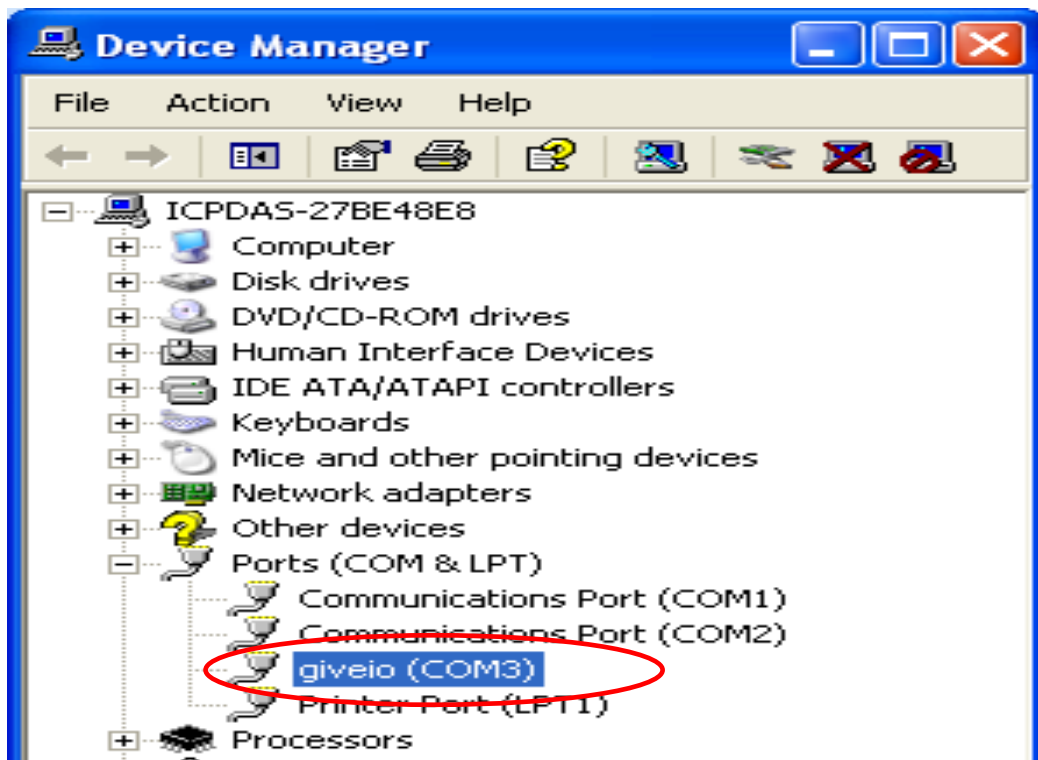 Device Manager
File Action View Help
ICPDAS-27BE48E8
Computer
Disk drives
DVD/CD-ROM drives
Human Interface Devices
IDE ATA/ATAPI controllers
Keyboards
Mice and other pointing devices
Network adapters
Other devices
Ports (COM & LPT)
Communications Port (COM1)
Communications Port (COM2)
giveio (COM3)
Printer Port (LPT1)
Processors